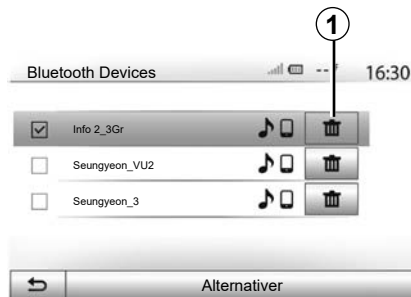 1
Bluetooth Devices --° 16:30
Info 2_3Gr
Seungyeon_VU2
Seungyeon_3
Alternativer